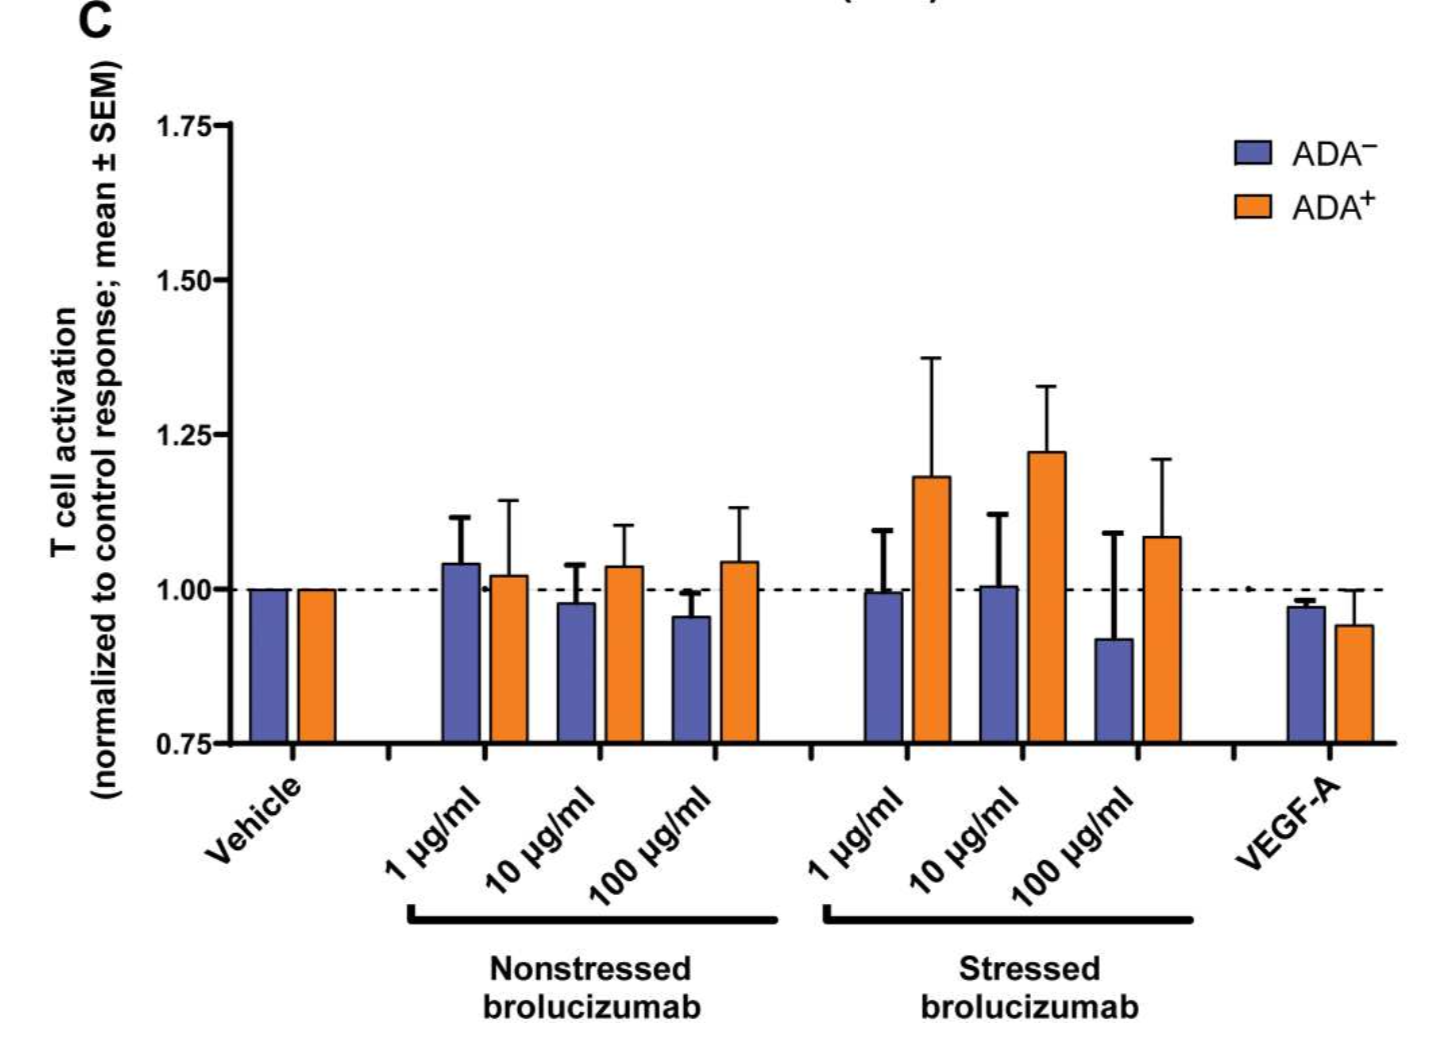 C
T cell activation
(normalized to control response; mean ± SEM)
1.75
1.50
1.25
1.00
0.75
ADA⁻
ADA⁺
Vehicle
1 µg/ml
10 µg/ml
100 µg/ml
1 µg/ml
10 µg/ml
100 µg/ml
VEGF-A
Nonstressed
brolucizumab
Stressed
brolucizumab